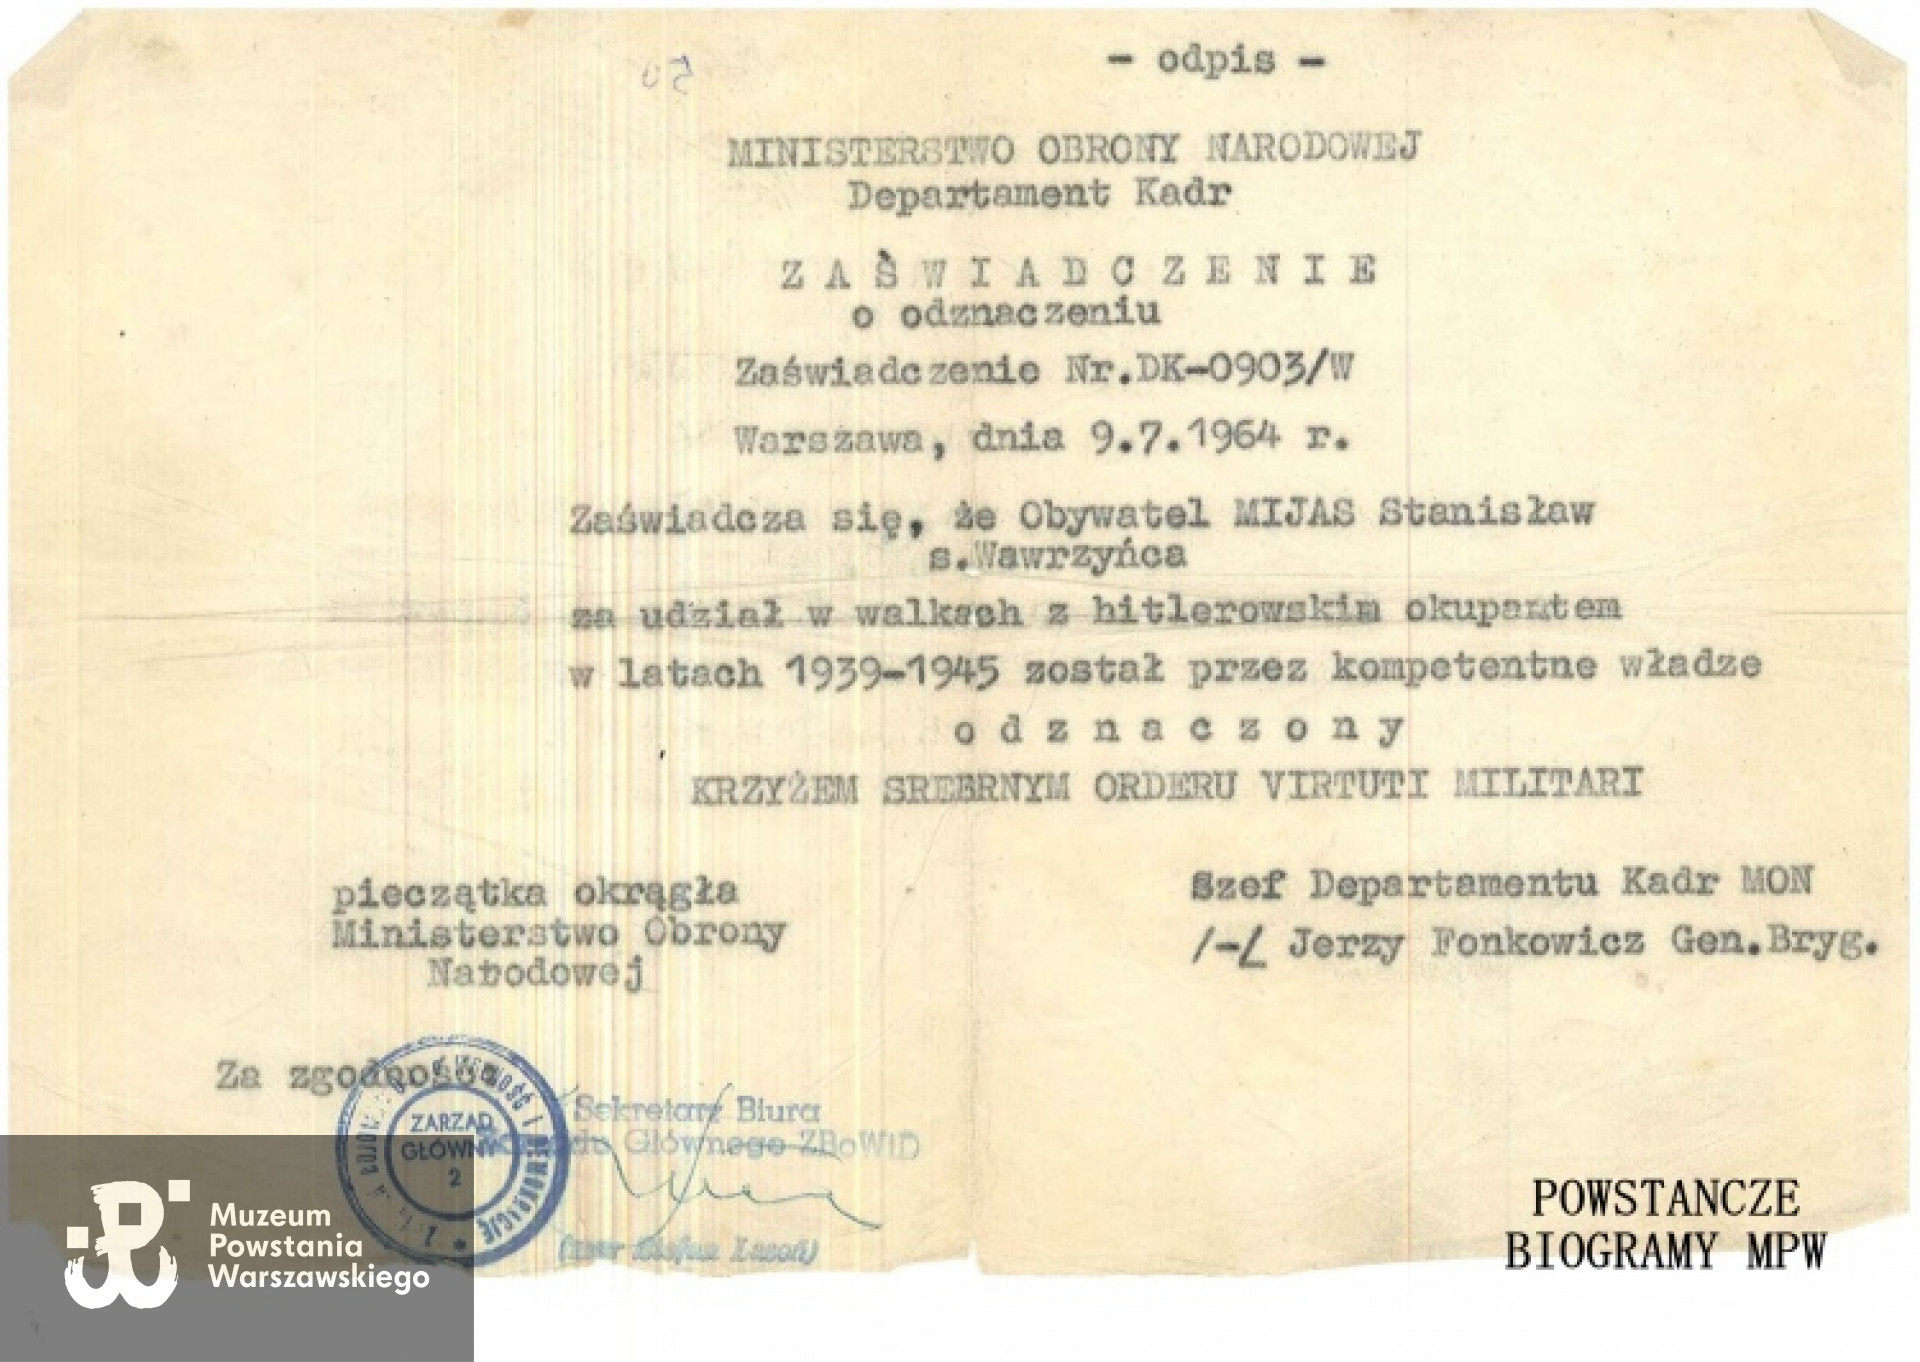 - odpis -
50
MINISTERSTWO OBRONY NARODOWEJ
Departament Kadr
Z A Ś W I A D C Z E N I E
o odznaczeniu
Zaświadczenie Nr.DK-0903/W
Warszawa, dnia 9.7.1964 r.
Zaświadcza się, że Obywatel MIJAS Stanisław
s.Wawrzyńca
za udział w walkach z hitlerowskim okupantem
w latach 1939-1945 został przez kompetentne władze
o d z n a c z o n y
KRZYŻEM SREBRNYM ORDERU VIRTUTI MILITARI
pieczątka okrągła
Ministerstwo Obrony
Narodowej
Szef Departamentu Kadr MON
/-/ Jerzy Fonkowicz Gen.Bryg.
Za zgodność
Sekretarz Biura
Głównego ZBoWID
ZARZĄD
GŁÓWNY
2
Muzeum
Powstania
Warszawskiego
POWSTANCZE
BIOGRAMY MPW